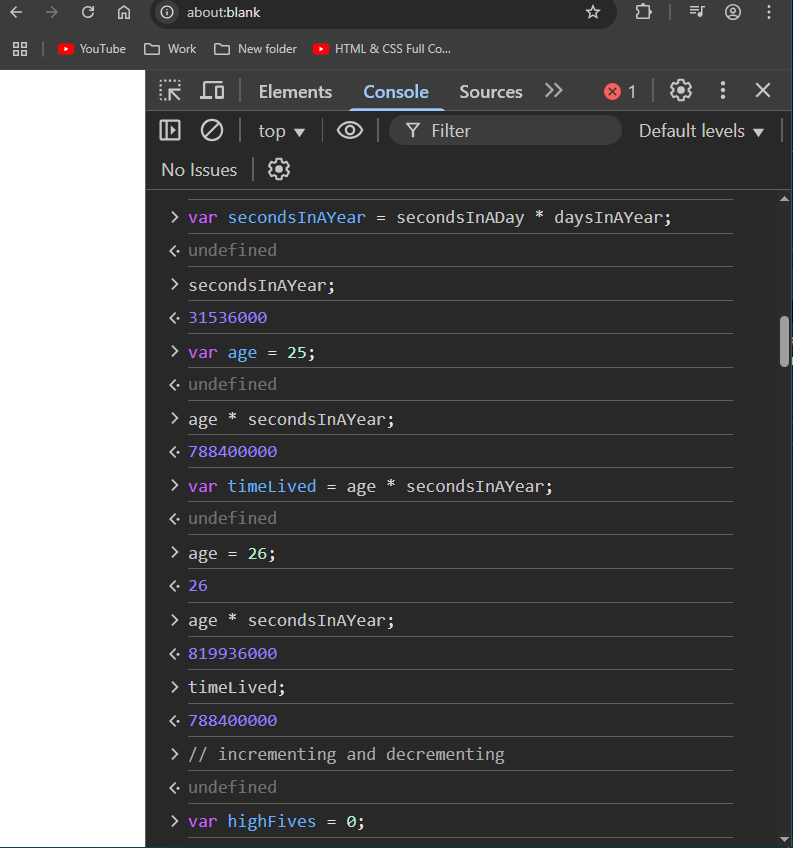 about:blank
YouTube Work New folder HTML & CSS Full Co...
Elements Console Sources 1
top Filter Default levels
No Issues
var secondsInAYear = secondsInADay * daysInAYear;
undefined
secondsInAYear;
31536000
var age = 25;
undefined
age * secondsInAYear;
788400000
var timeLived = age * secondsInAYear;
undefined
age = 26;
26
age * secondsInAYear;
819936000
timeLived;
788400000
// incrementing and decrementing
undefined
var highFives = 0;